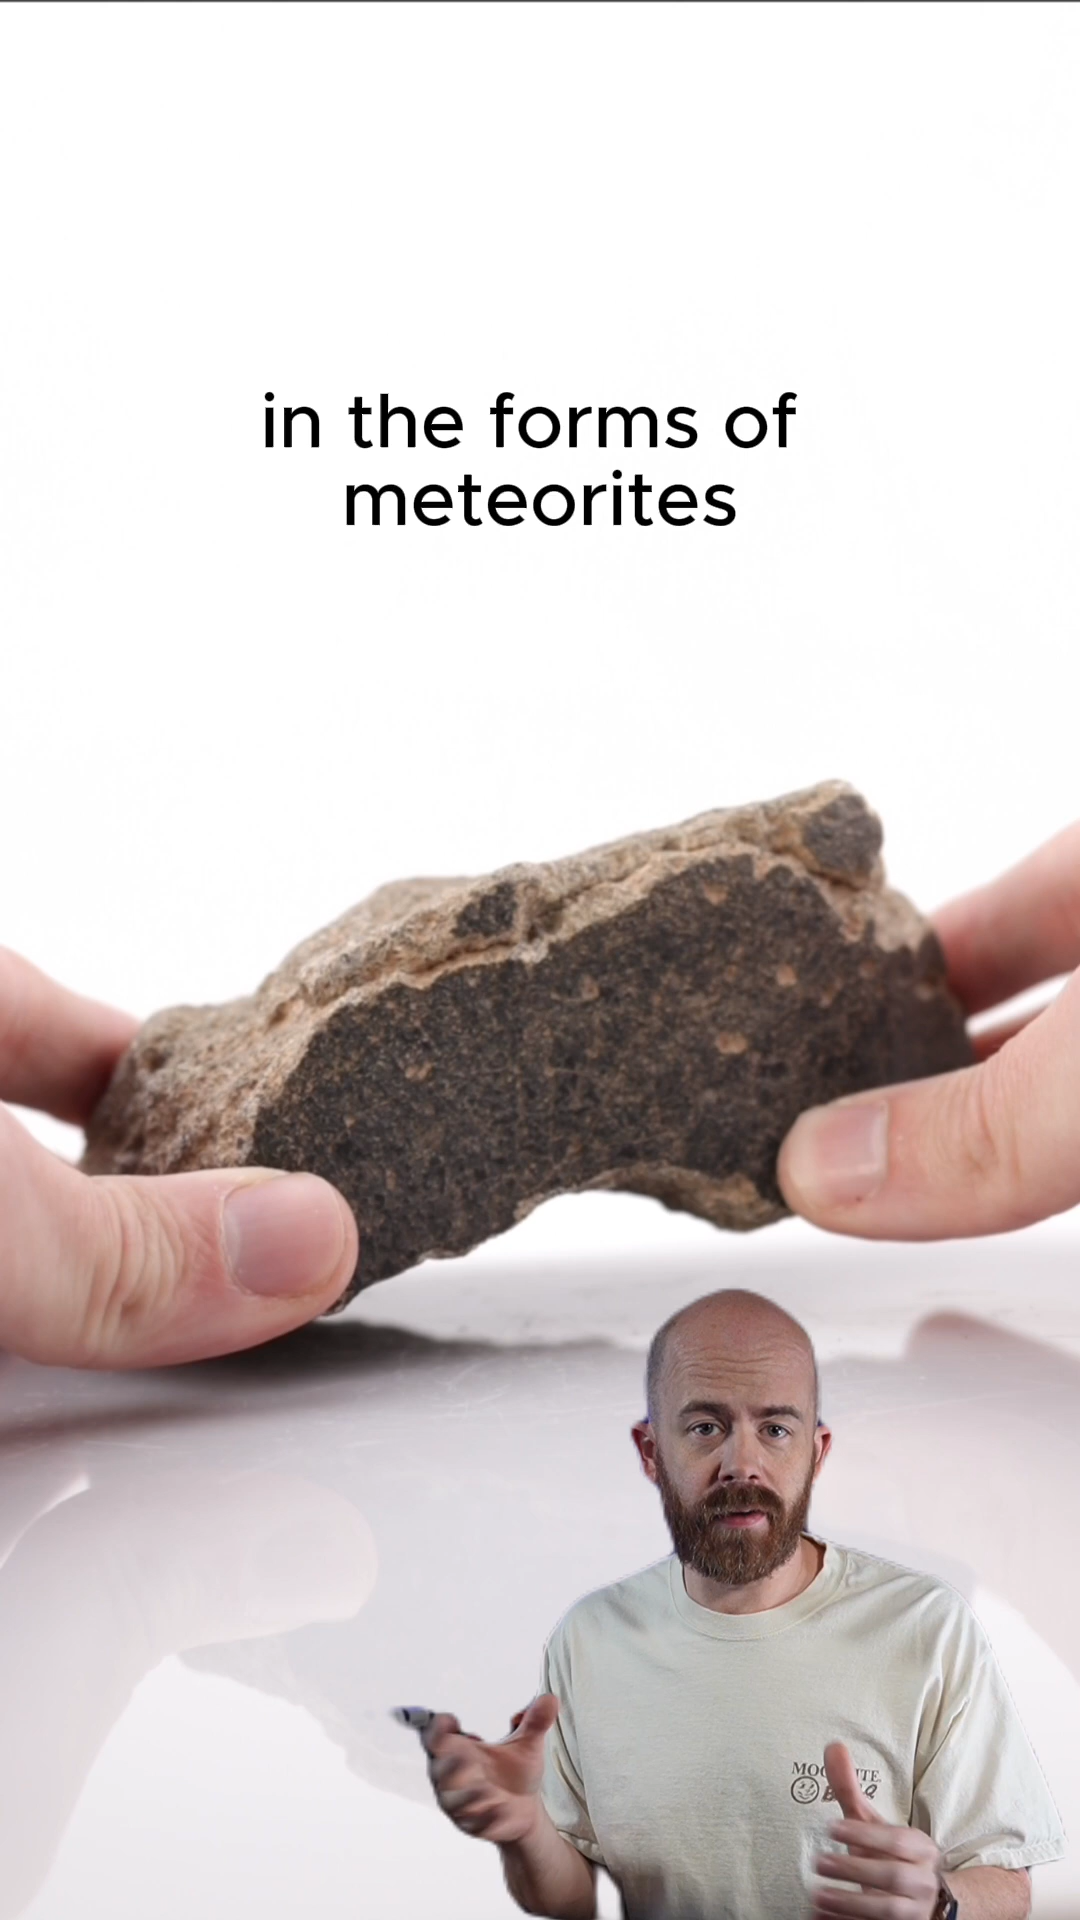 in the forms of
meteorites